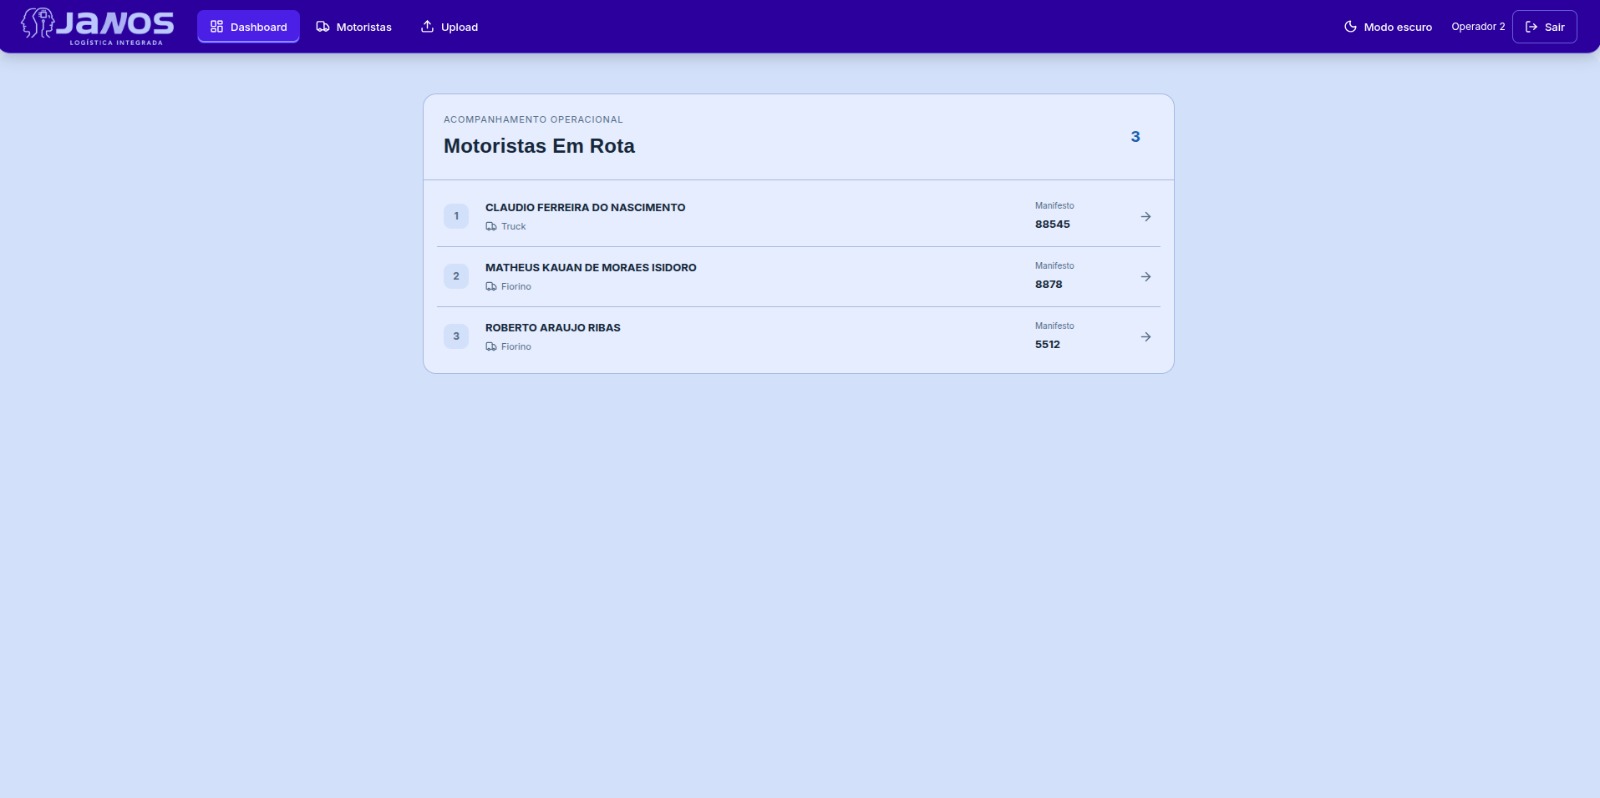 JANOS
LOGÍSTICA INTEGRADA
Dashboard
Motoristas
Upload
Modo escuro
Operador 2
Sair
ACOMPANHAMENTO OPERACIONAL
Motoristas Em Rota
3
1
CLAUDIO FERREIRA DO NASCIMENTO
Truck
Manifesto
88545
2
MATHEUS KAUAN DE MORAES ISIDORO
Fiorino
Manifesto
8878
3
ROBERTO ARAUJO RIBAS
Fiorino
Manifesto
5512